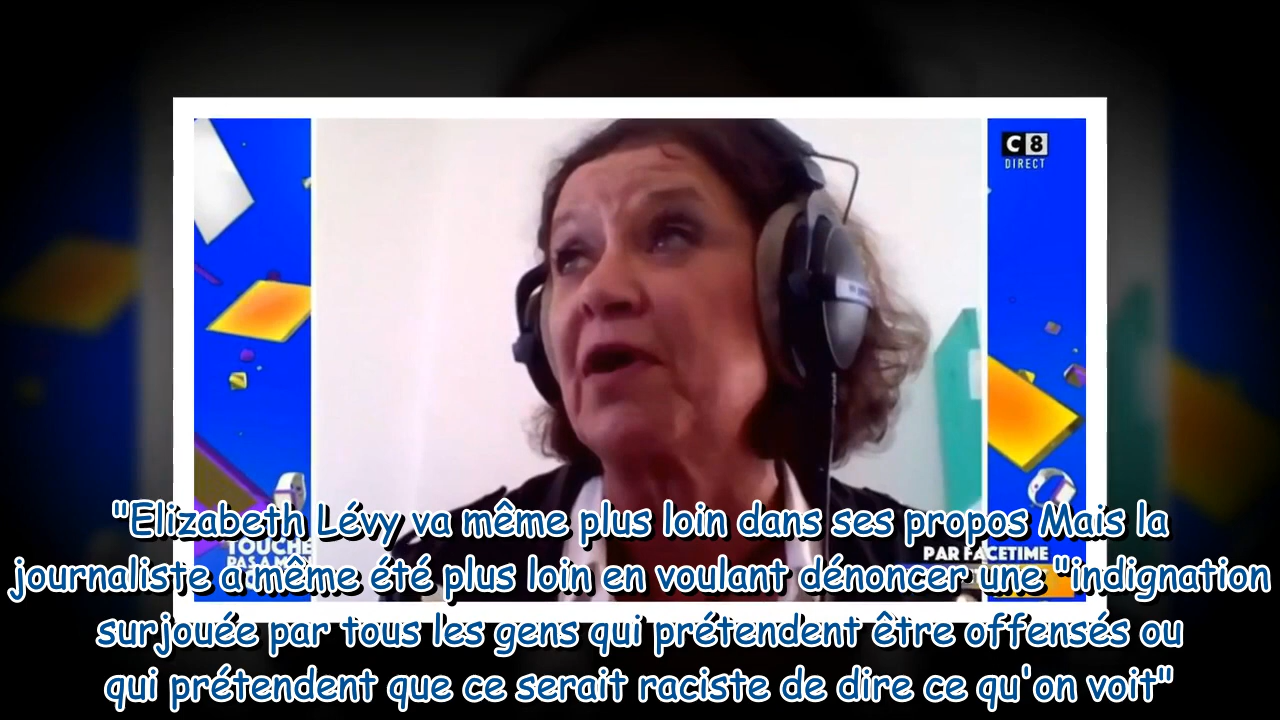 C8
DIRECT
TOUCHE
PAS À MON
PAR FACETIME
"Elizabeth Lévy va même plus loin dans ses propos Mais la
journaliste a même été plus loin en voulant dénoncer une "indignation
surjouée par tous les gens qui prétendent être offensés ou
qui prétendent que ce serait raciste de dire ce qu'on voit"